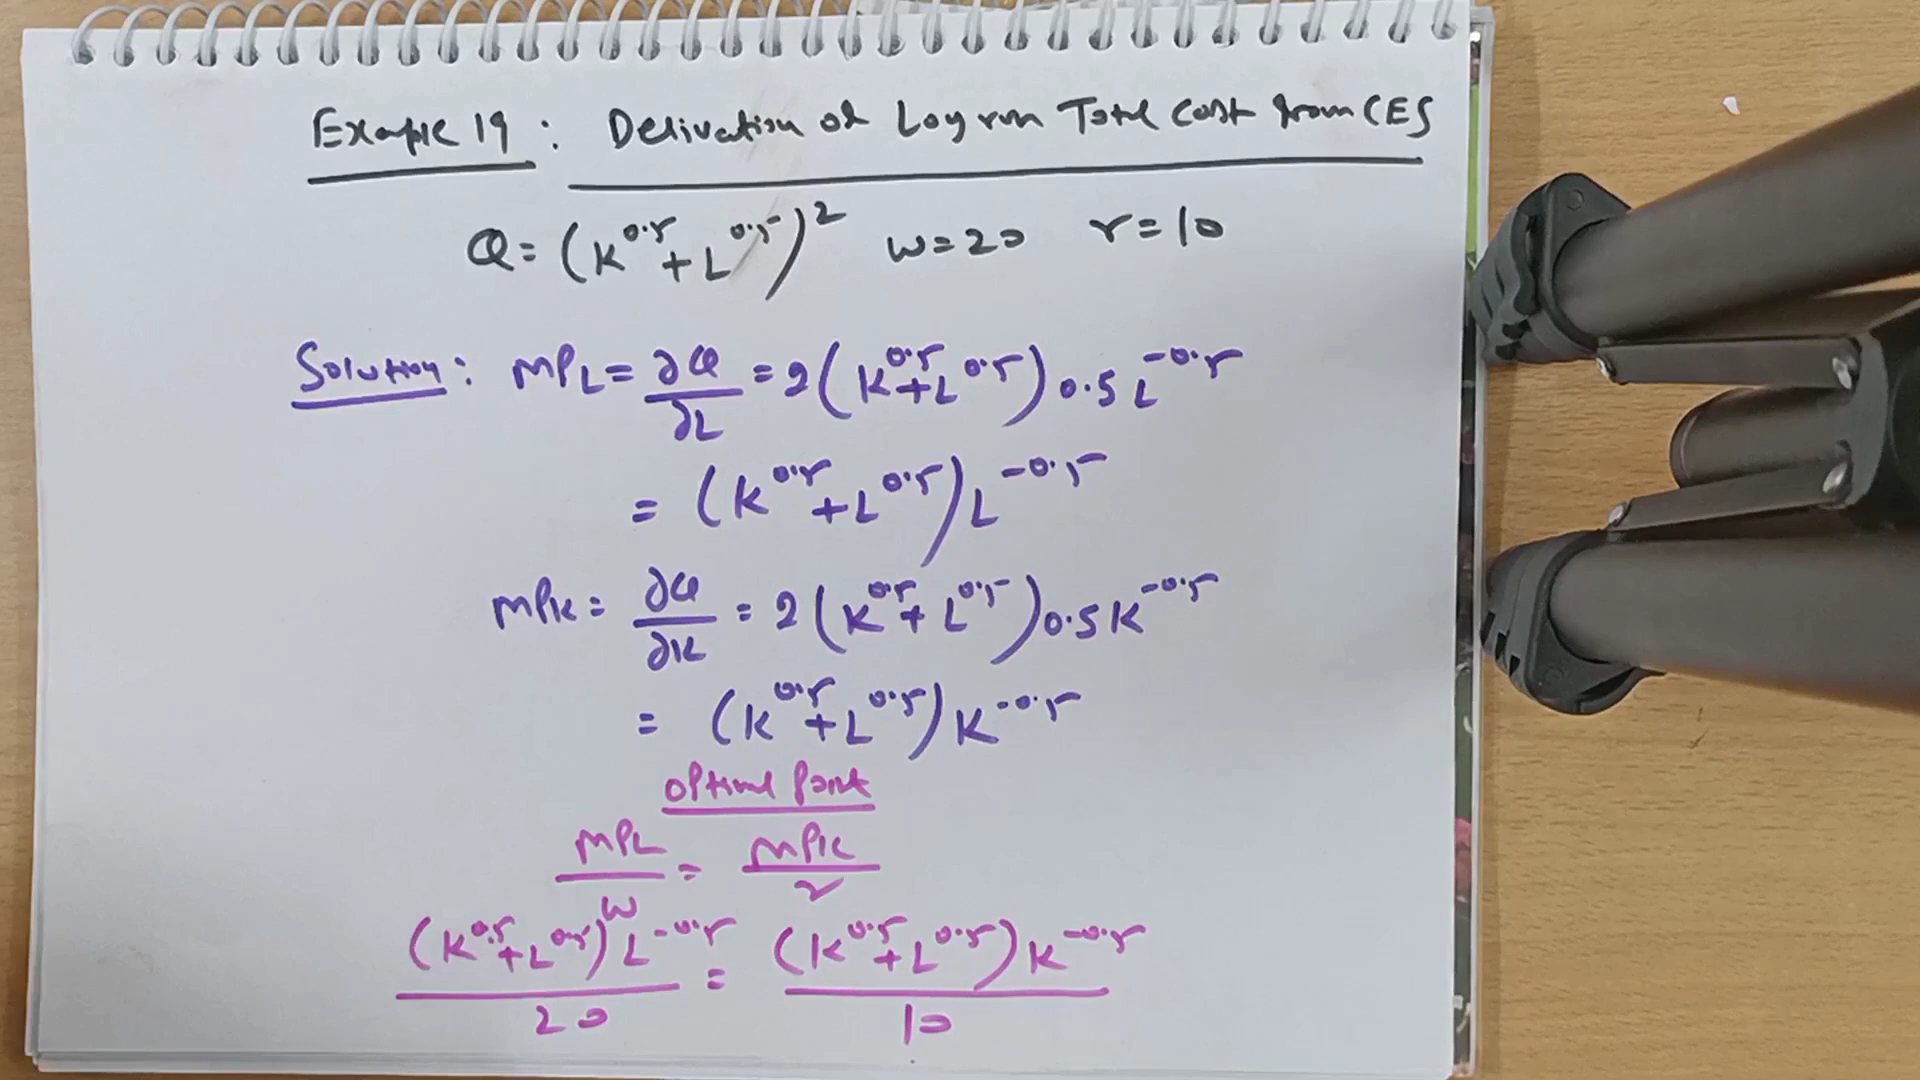 Example 19 : Derivation of Long run Total Cost from CES
Q = (K^0.5 + L^0.5)^2 w = 20 r = 10
Solution : MPL = ∂Q/∂L = 2(K^0.5 + L^0.5) 0.5 L^-0.5
= (K^0.5 + L^0.5) L^-0.5
MPK = ∂Q/∂K = 2(K^0.5 + L^0.5) 0.5 K^-0.5
= (K^0.5 + L^0.5) K^-0.5
Optimal Point
MPL/w = MPK/r
(K^0.5 + L^0.5) L^-0.5 / 20 = (K^0.5 + L^0.5) K^-0.5 / 10